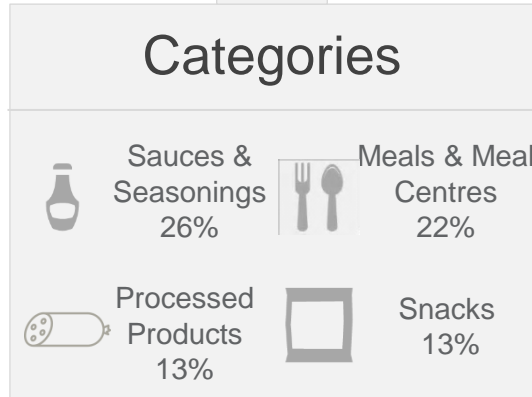 Categories
Sauces &
Seasonings
26%
Meals & Meal
Centres
22%
Processed
Products
13%
Snacks
13%